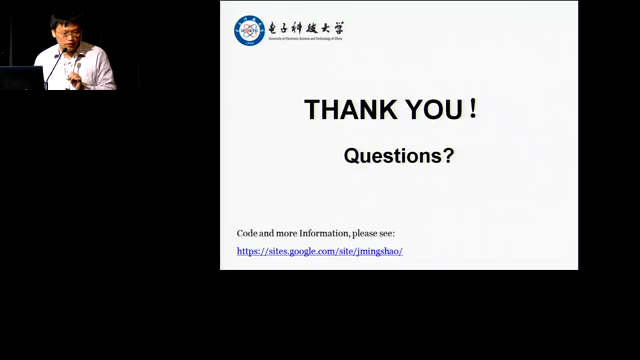 电子科技大学
University of Electronic Science and Technology of China
THANK YOU!
Questions?
Code and more Information, please see:
https://sites.google.com/site/jmingshao/